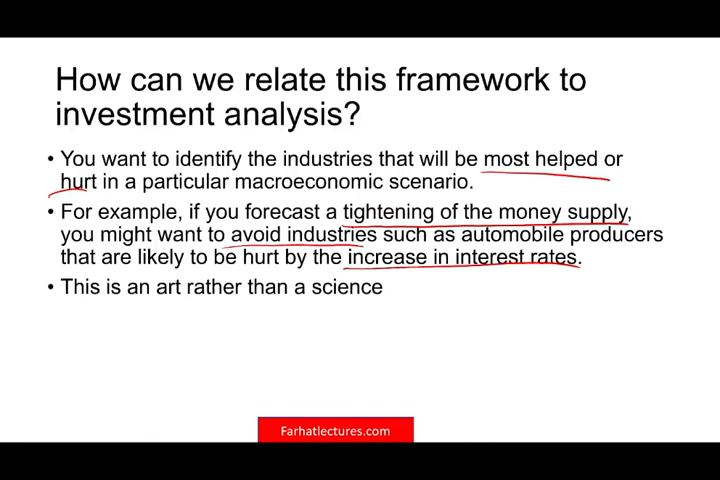 How can we relate this framework to
investment analysis?
• You want to identify the industries that will be most helped or
hurt in a particular macroeconomic scenario.
• For example, if you forecast a tightening of the money supply,
you might want to avoid industries such as automobile producers
that are likely to be hurt by the increase in interest rates.
• This is an art rather than a science
Farhatlectures.com